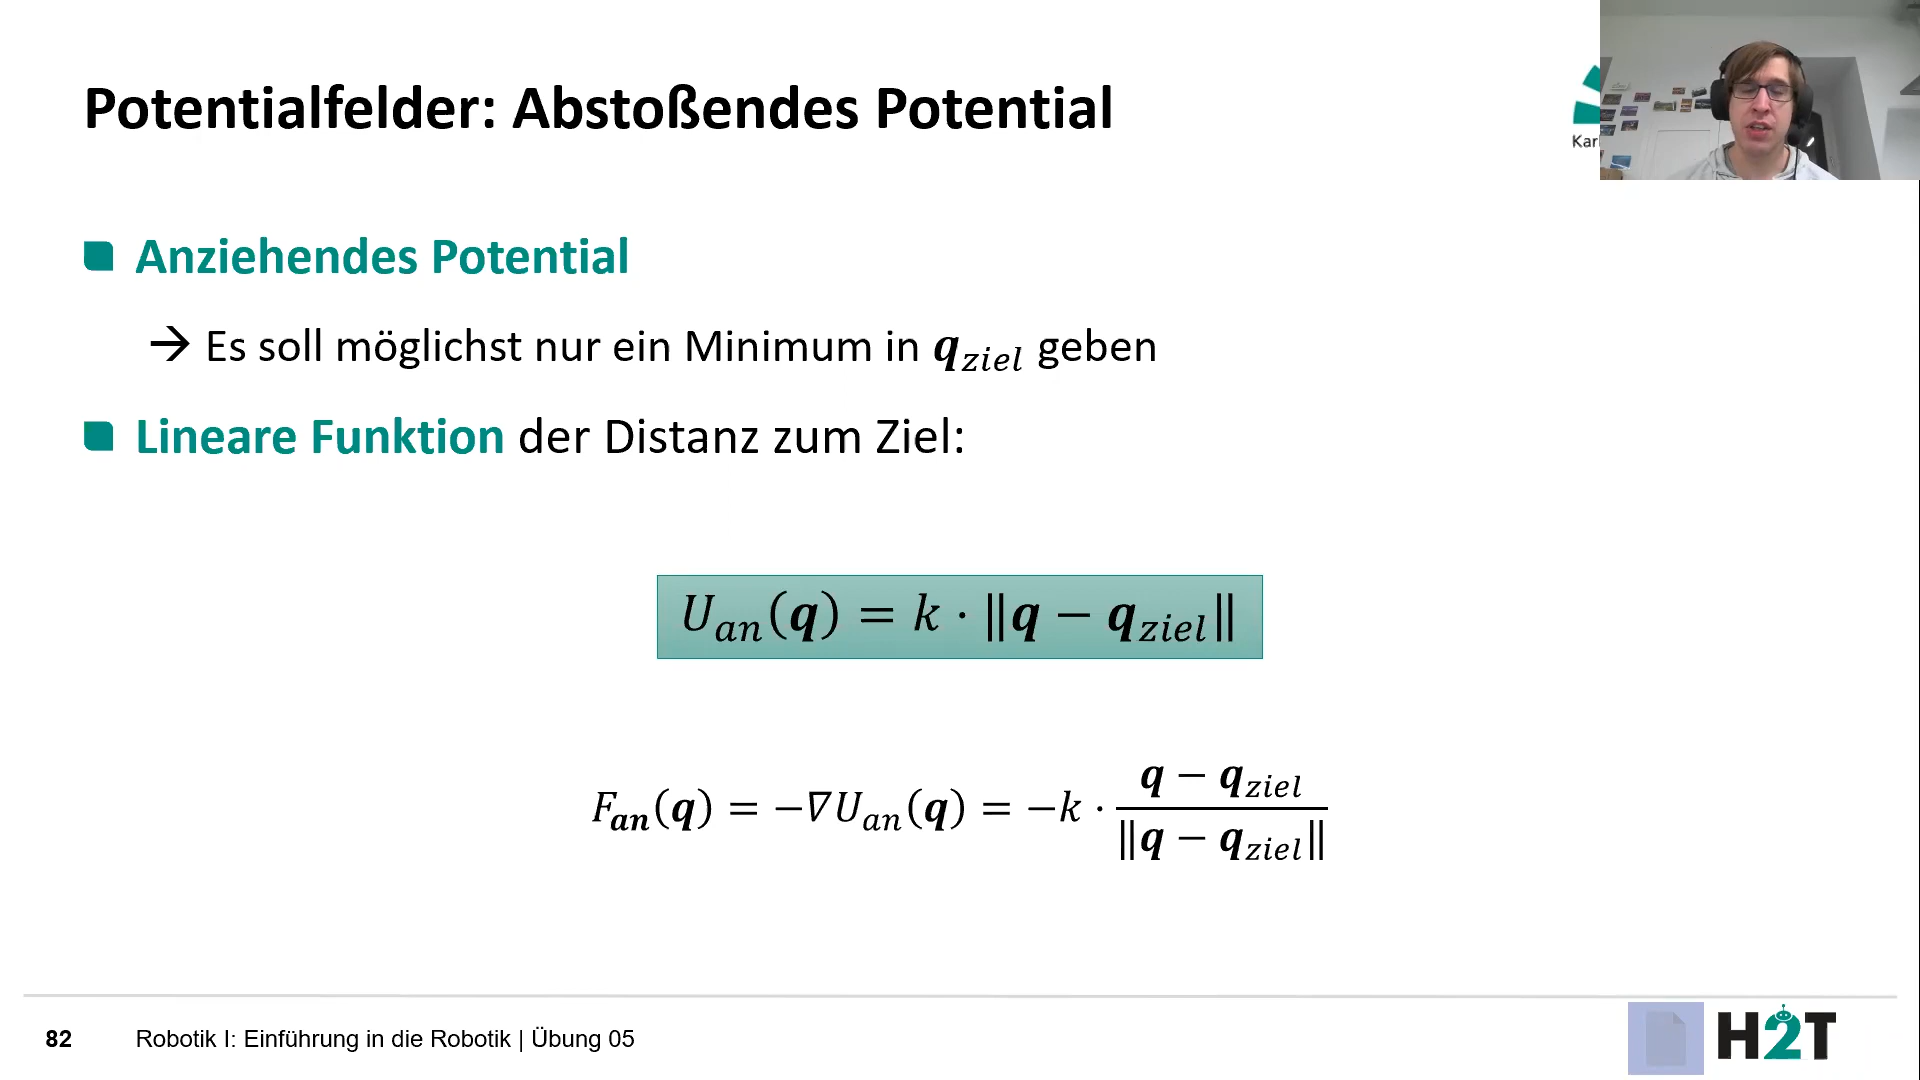 Potentialfelder: Abstoßendes Potential
Kar
Anziehendes Potential
→ Es soll möglichst nur ein Minimum in q_ziel geben
Lineare Funktion der Distanz zum Ziel:
U_an(q) = k · ‖q − q_ziel‖
F_an(q) = −∇U_an(q) = −k · (q − q_ziel) / ‖q − q_ziel‖
82 Robotik I: Einführung in die Robotik | Übung 05
H2T